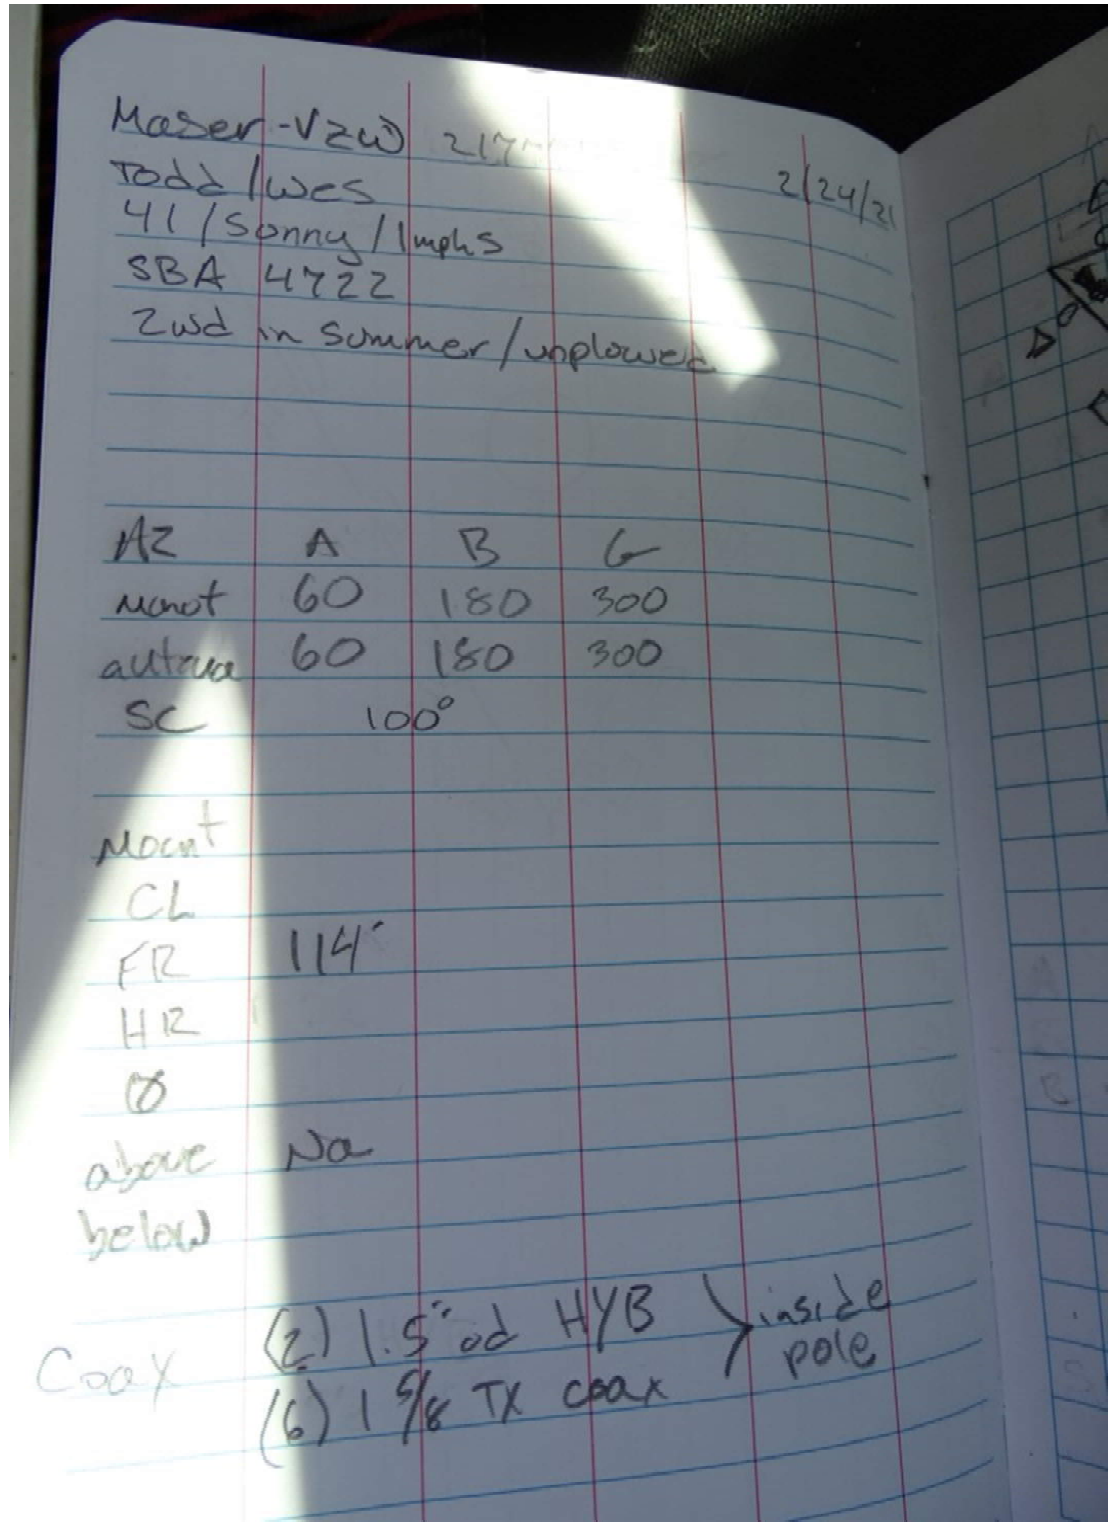 Maser - VZW 217
2/24/21
Todd / Wes
41 / Sonny / 1mphs
SBA 4722
2wd in summer / unplowed
AZ A B G
Mont 60 180 300
antenna 60 180 300
SC 100°
Mount
CL
FR 114'
HR
above Na
below
Coax (2) 1.5" od HYB
(6) 1 5/8 TX coax
inside
pole